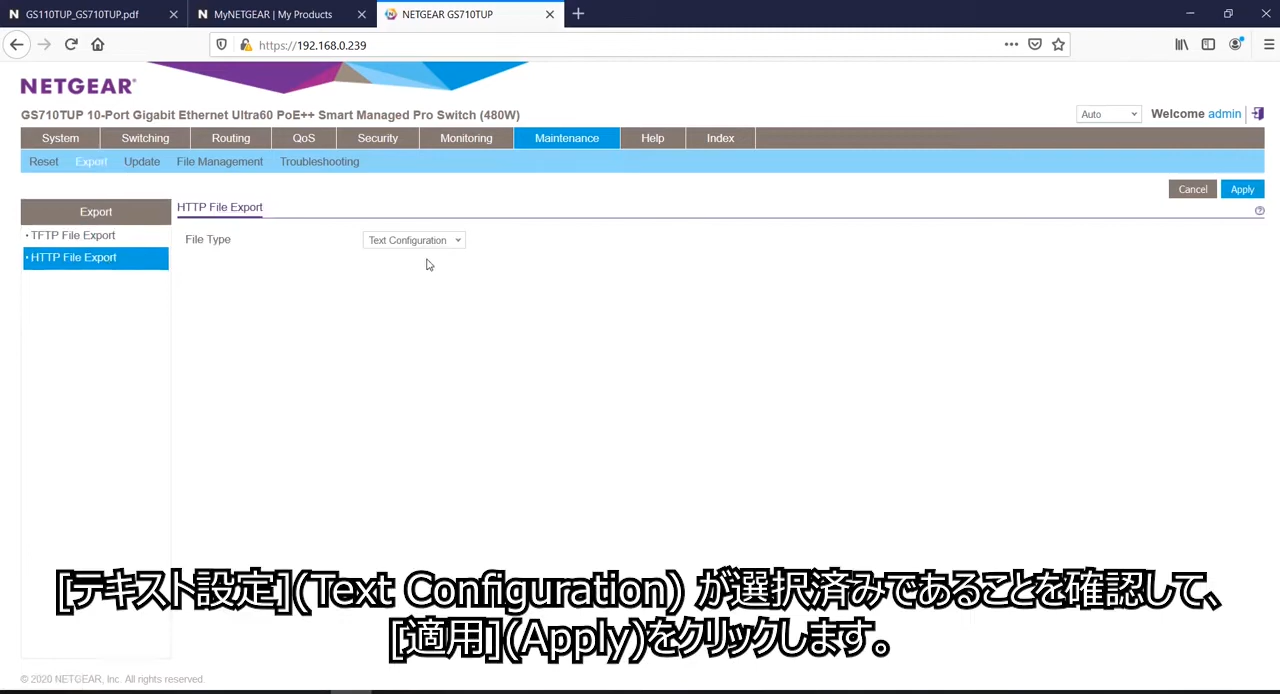 GS110TUP_GS710TUP.pdf
MyNETGEAR | My Products
NETGEAR GS710TUP
https://192.168.0.239
NETGEAR®
GS710TUP 10-Port Gigabit Ethernet Ultra60 PoE++ Smart Managed Pro Switch (480W)
Auto
Welcome admin
System Switching Routing QoS Security Monitoring Maintenance Help Index
Reset Export Update File Management Troubleshooting
Cancel Apply
Export
HTTP File Export
TFTP File Export
HTTP File Export
File Type
Text Configuration
[テキスト設定](Text Configuration) が選択済みであることを確認して、
[適用](Apply)をクリックします。
© 2020 NETGEAR, Inc. All rights reserved.